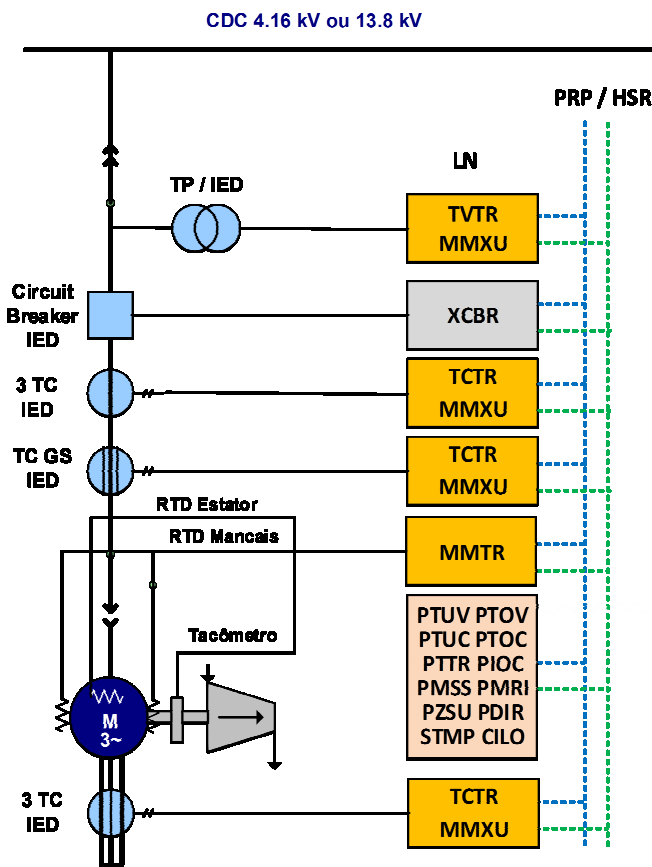 CDC 4.16 kV ou 13.8 kV
PRP / HSR
LN
TP / IED
TVTR
MMXU
Circuit
Breaker
IED
XCBR
3 TC
IED
TCTR
MMXU
TC GS
IED
TCTR
MMXU
RTD Estator
RTD Mancais
MMTR
PTUV PTOV
PTUC PTOC
PTTR PIOC
PMSS PMRI
PZSU PDIR
STMP CILO
Tacômetro
M
3~
3 TC
IED
TCTR
MMXU